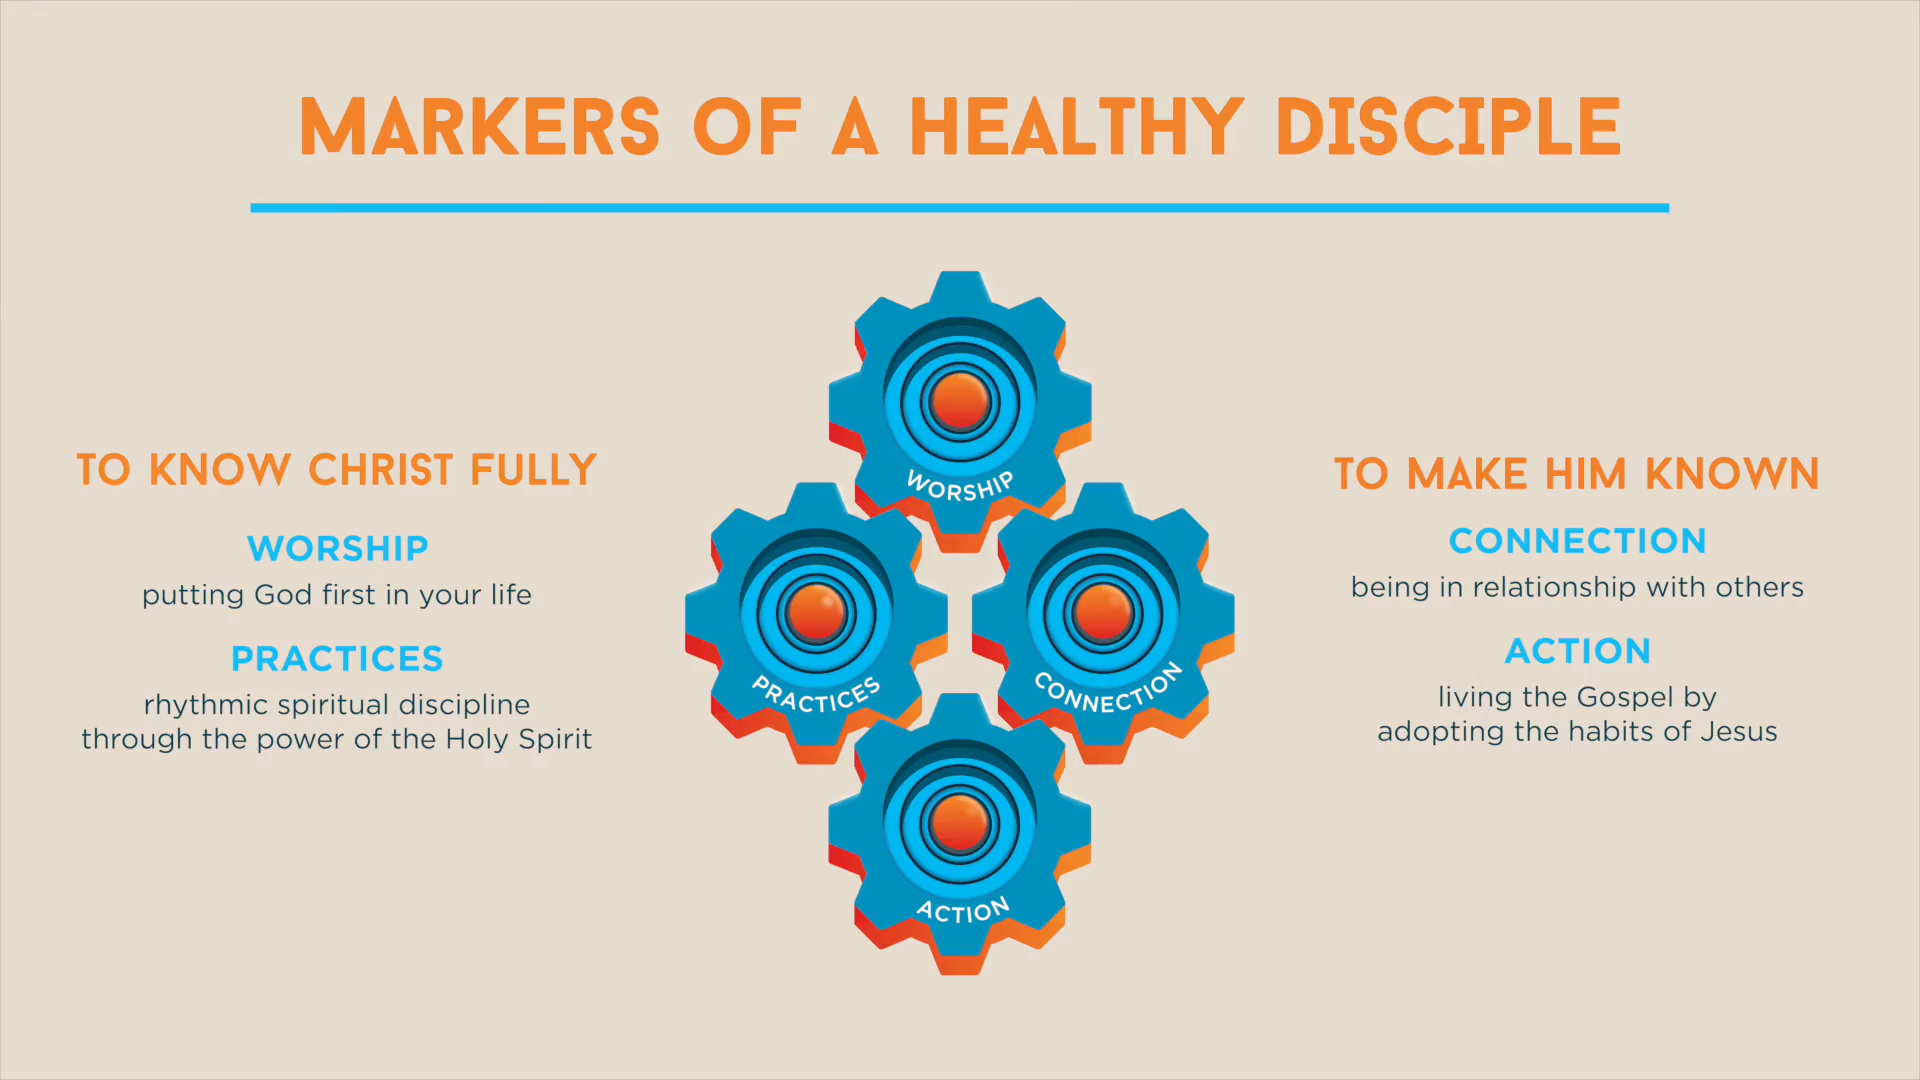 MARKERS OF A HEALTHY DISCIPLE
TO KNOW CHRIST FULLY
WORSHIP
putting God first in your life
PRACTICES
rhythmic spiritual discipline
through the power of the Holy Spirit
WORSHIP
PRACTICES
CONNECTION
ACTION
TO MAKE HIM KNOWN
CONNECTION
being in relationship with others
ACTION
living the Gospel by
adopting the habits of Jesus